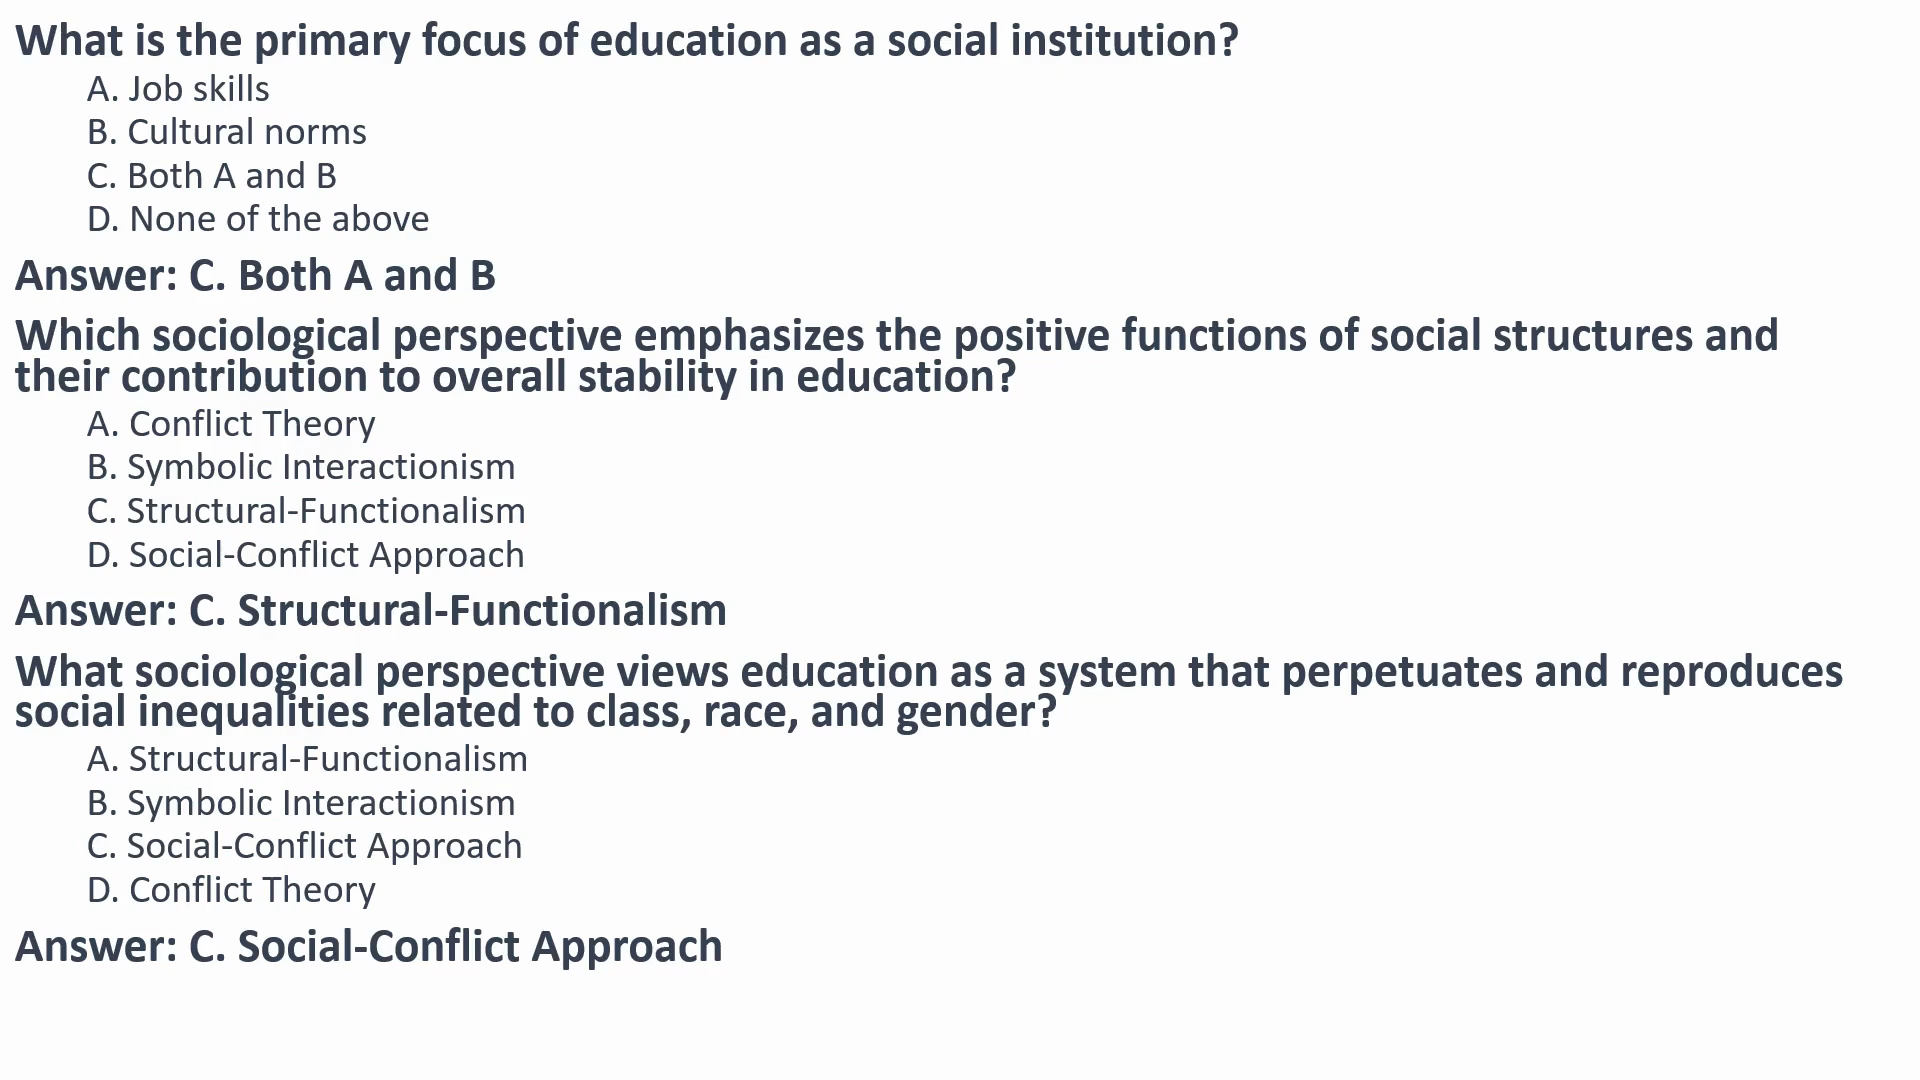 What is the primary focus of education as a social institution?
A. Job skills
B. Cultural norms
C. Both A and B
D. None of the above
Answer: C. Both A and B
Which sociological perspective emphasizes the positive functions of social structures and
their contribution to overall stability in education?
A. Conflict Theory
B. Symbolic Interactionism
C. Structural-Functionalism
D. Social-Conflict Approach
Answer: C. Structural-Functionalism
What sociological perspective views education as a system that perpetuates and reproduces
social inequalities related to class, race, and gender?
A. Structural-Functionalism
B. Symbolic Interactionism
C. Social-Conflict Approach
D. Conflict Theory
Answer: C. Social-Conflict Approach